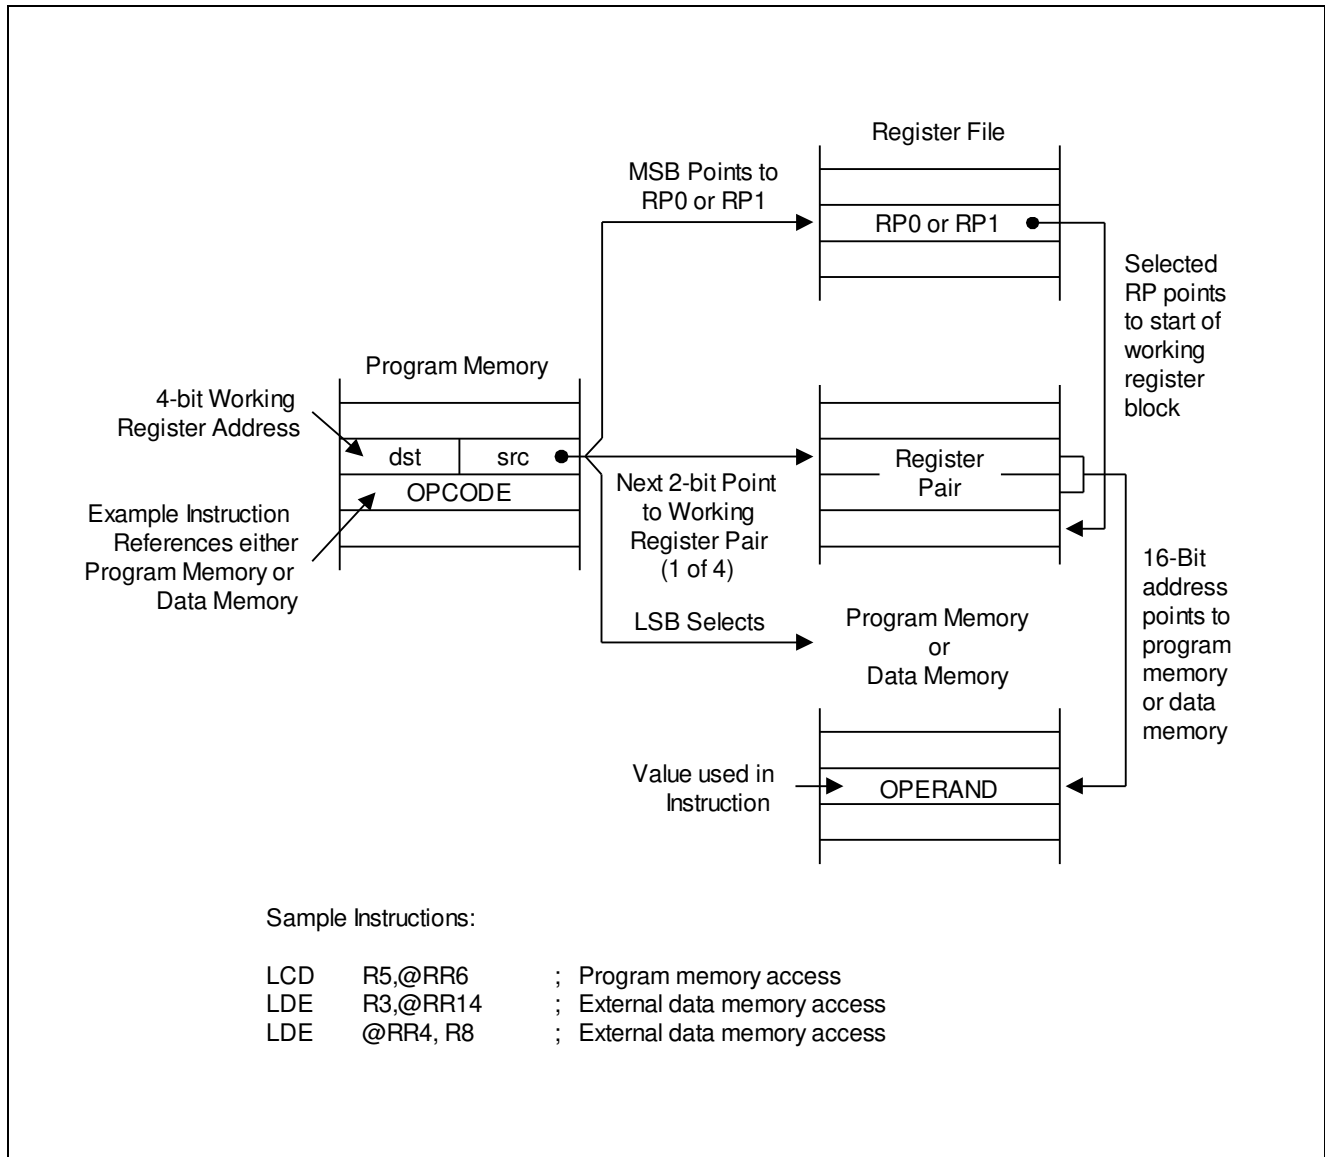 Register File
MSB Points to
RP0 or RP1
RP0 or RP1
Selected
RP points
to start of
working
register
block
Program Memory
4-bit Working
Register Address
dst src
OPCODE
Example Instruction
References either
Program Memory or
Data Memory
Next 2-bit Point
to Working
Register Pair
(1 of 4)
Register
Pair
LSB Selects
Program Memory
or
Data Memory
16-Bit
address
points to
program
memory
or data
memory
Value used in
Instruction
OPERAND
Sample Instructions:
LCD R5,@RR6 ; Program memory access
LDE R3,@RR14 ; External data memory access
LDE @RR4, R8 ; External data memory access